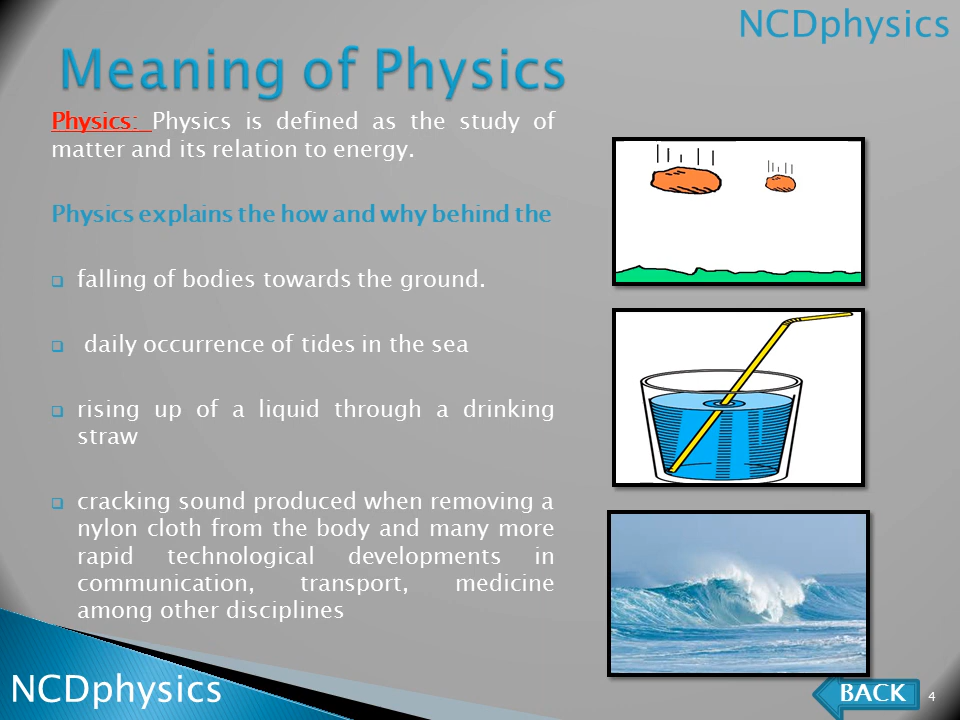 NCDphysics
Meaning of Physics
Physics: Physics is defined as the study of
matter and its relation to energy.
Physics explains the how and why behind the
falling of bodies towards the ground.
daily occurrence of tides in the sea
rising up of a liquid through a drinking
straw
cracking sound produced when removing a
nylon cloth from the body and many more
rapid technological developments in
communication, transport, medicine
among other disciplines
NCDphysics
BACK
4